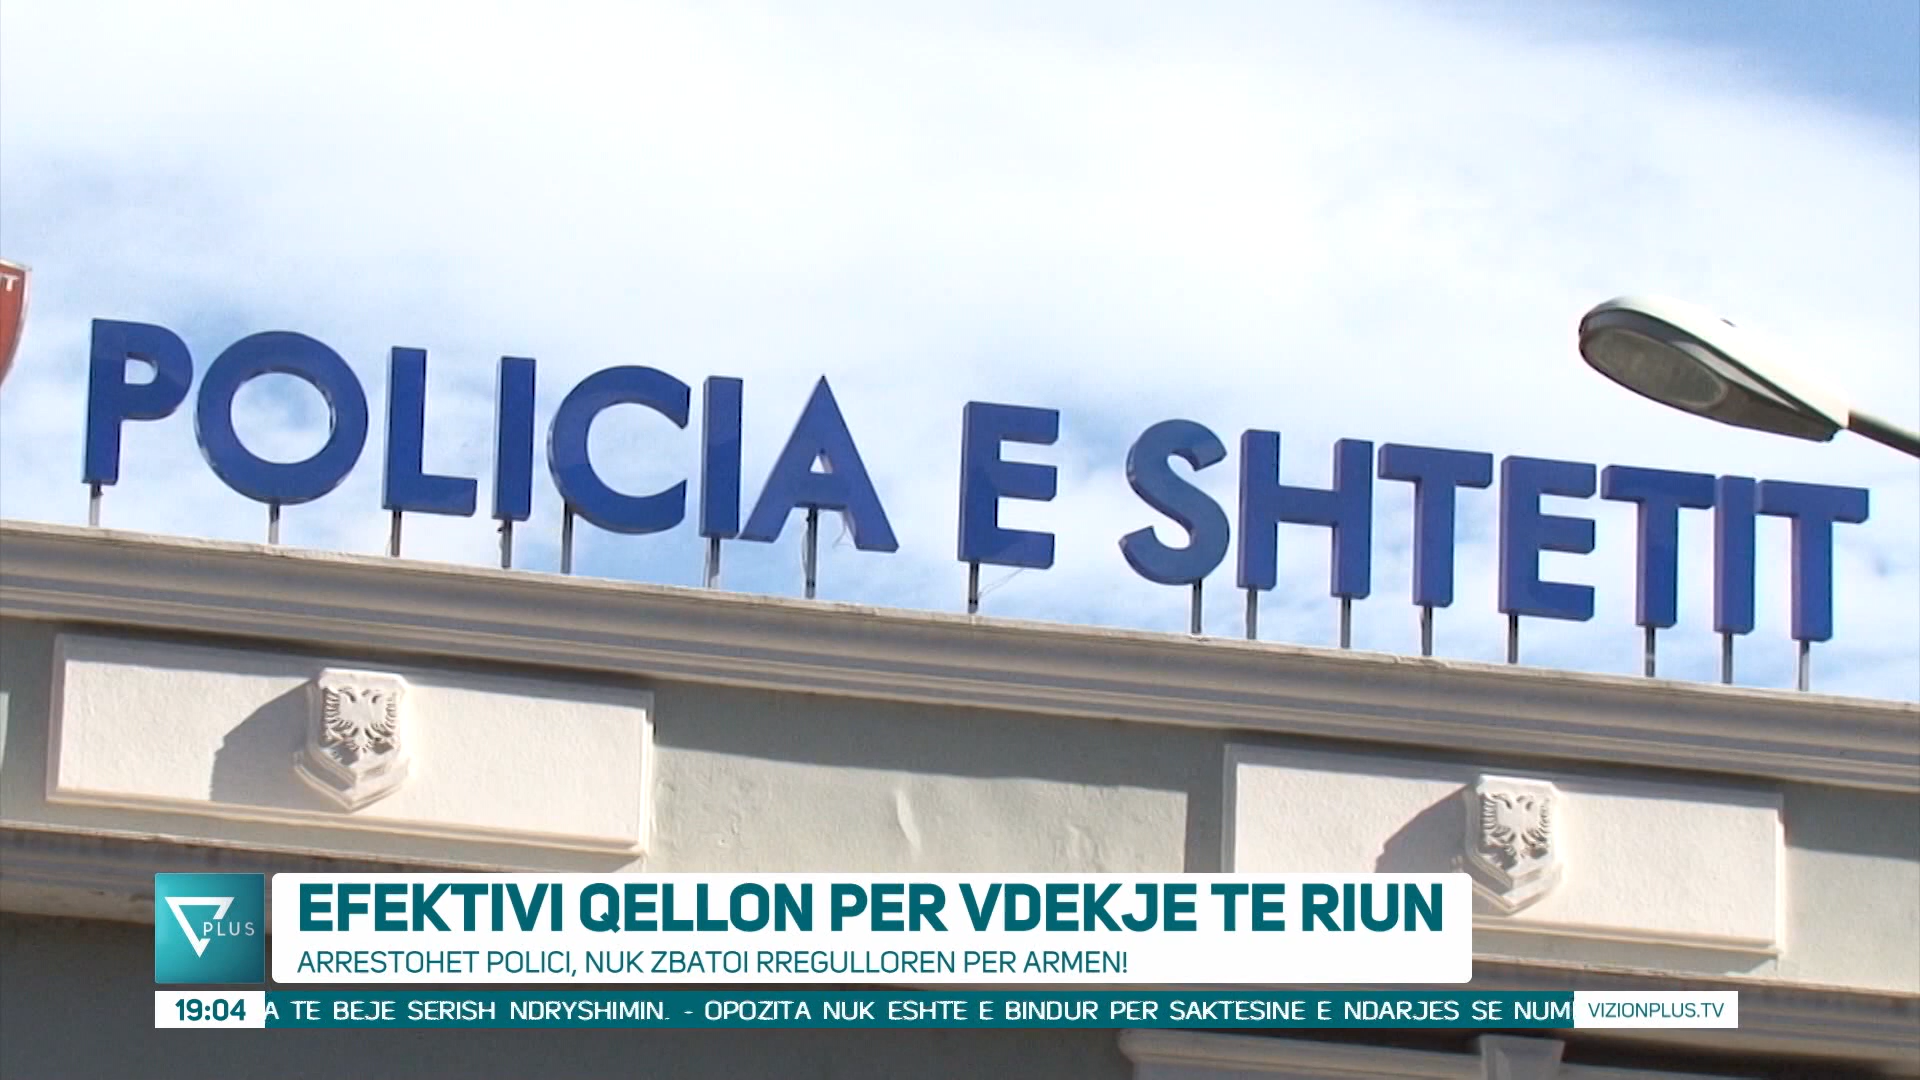 T
POLICIA E SHTETIT
PLUS
EFEKTIVI QELLON PER VDEKJE TE RIUN
ARRESTOHET POLICI, NUK ZBATOI RREGULLOREN PER ARMEN!
19:04
A TE BEJE SERISH NDRYSHIMIN. - OPOZITA NUK ESHTE E BINDUR PER SAKTESINE E NDARJES SE NUM
VIZIONPLUS.TV